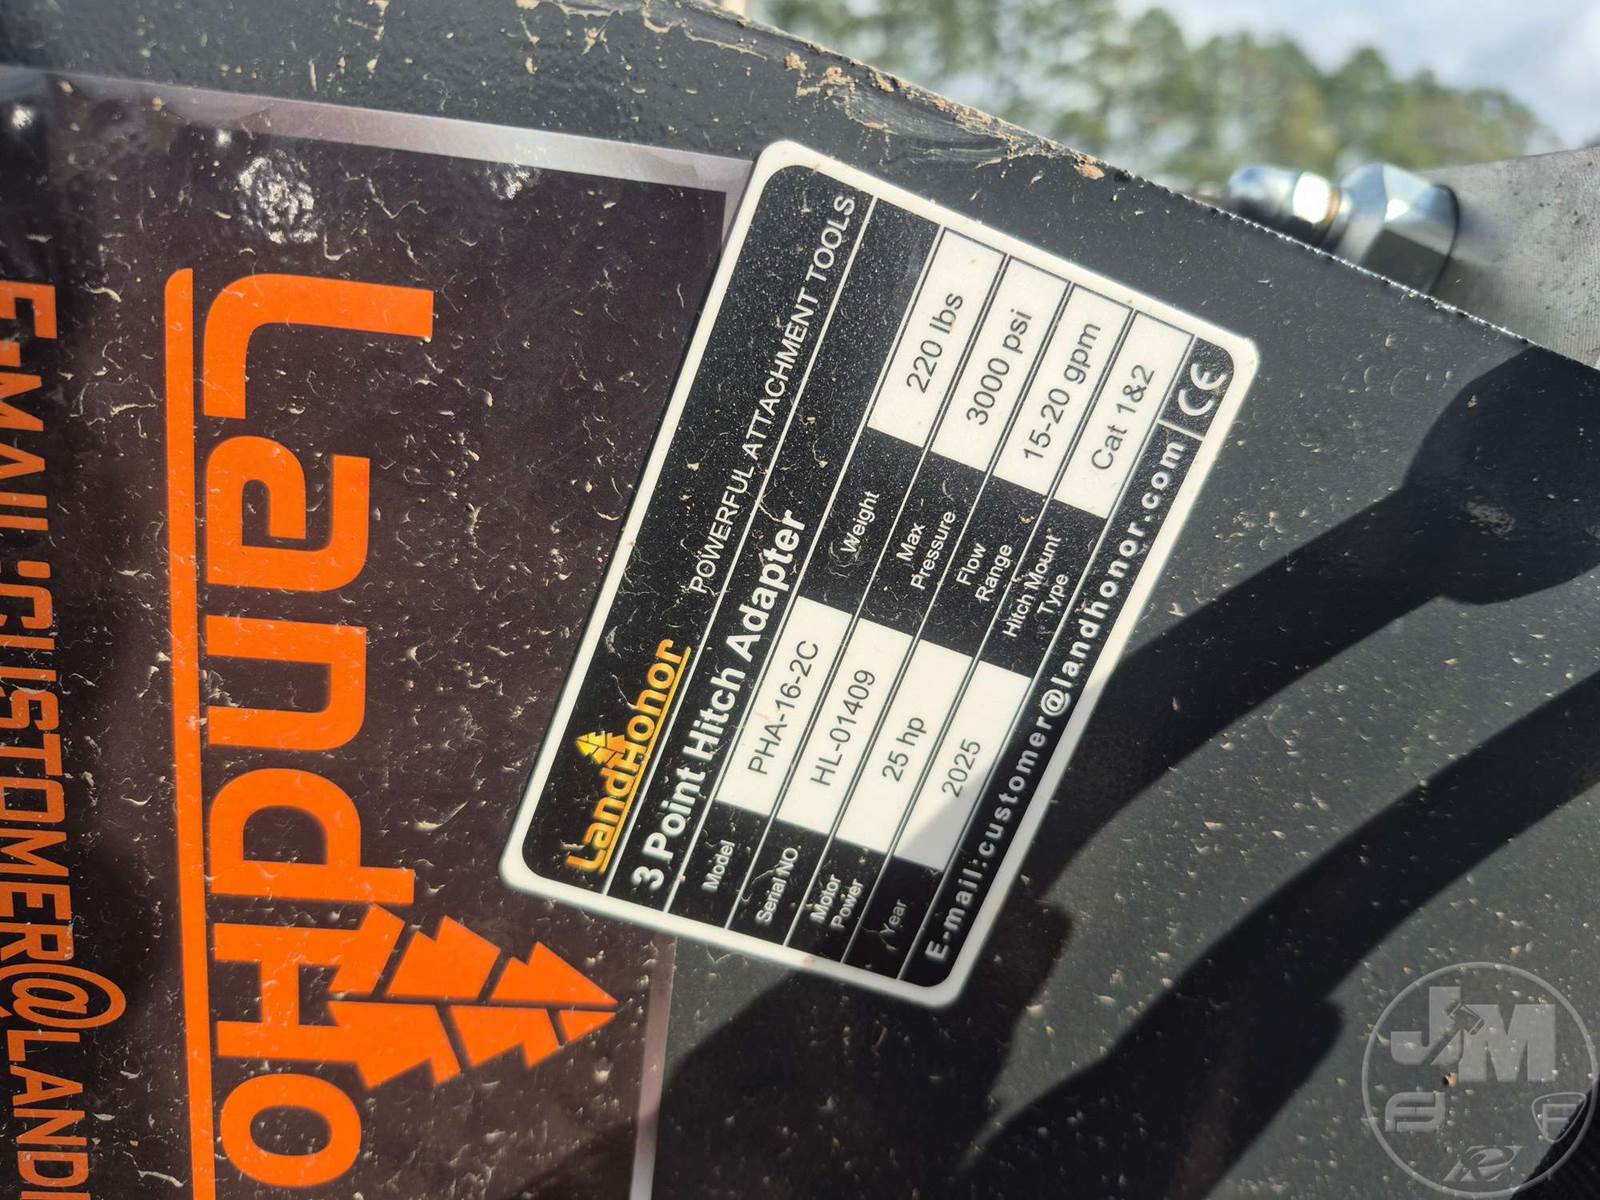 LandHonor
POWERFUL ATTACHMENT TOOLS
3 Point Hitch Adapter
Model PHA-16-2C Weight 220 lbs
Serial NO. HL-01409 Max Pressure 3000 psi
Motor Power 25 hp Flow Range 15-20 gpm
Year 2025 Hitch Mount Type Cat 1&2
E-mail:customer@landhonor.com CE
LandHo
E-MAIL:CUSTOMER@LANDH
JM